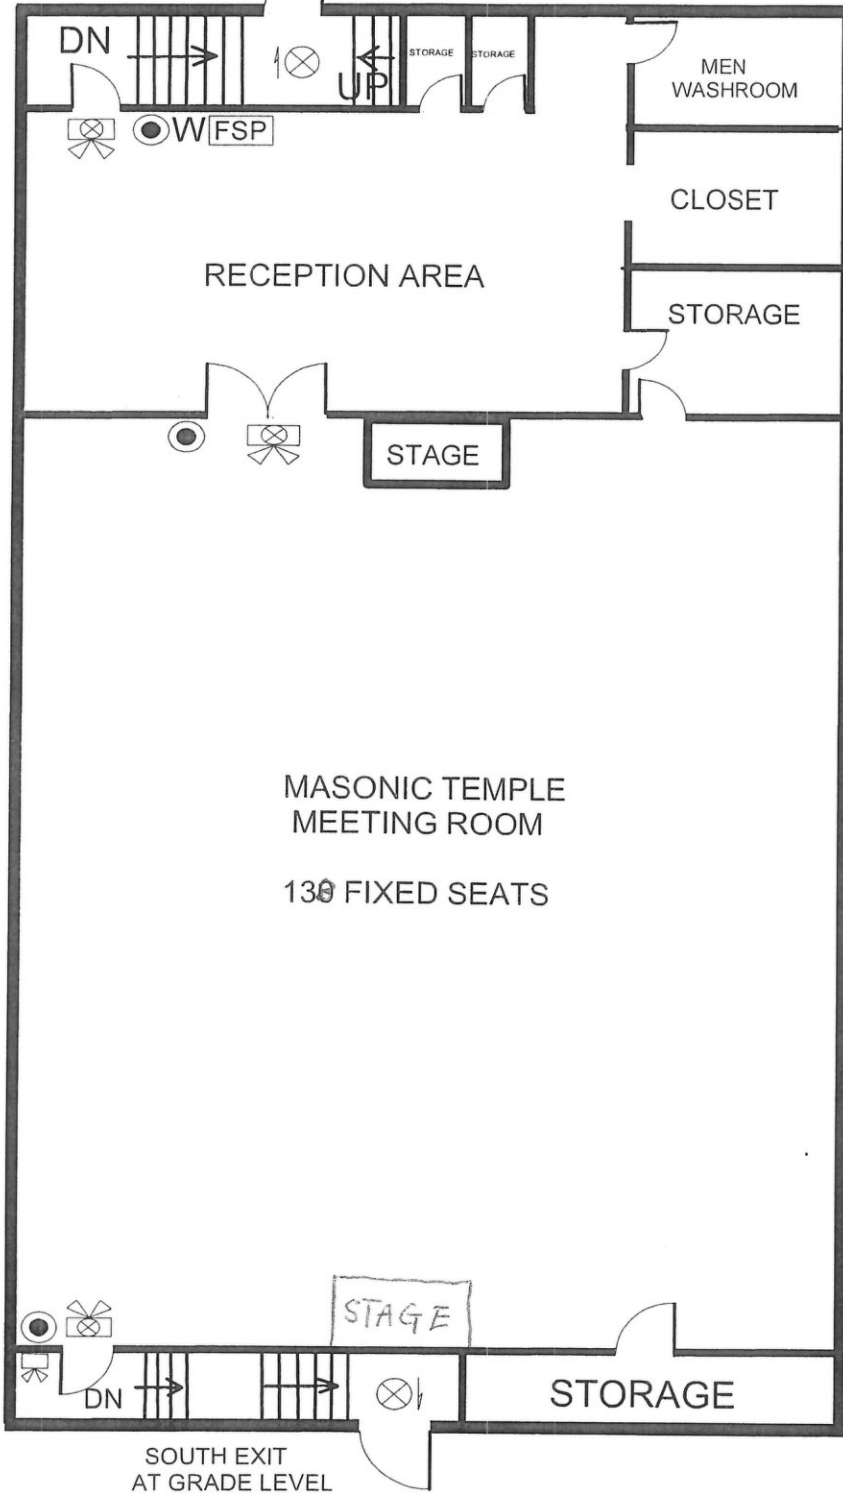 DN
UP
STORAGE
STORAGE
MEN
WASHROOM
W FSP
CLOSET
RECEPTION AREA
STORAGE
STAGE
MASONIC TEMPLE
MEETING ROOM
138 FIXED SEATS
STAGE
DN
STORAGE
SOUTH EXIT
AT GRADE LEVEL